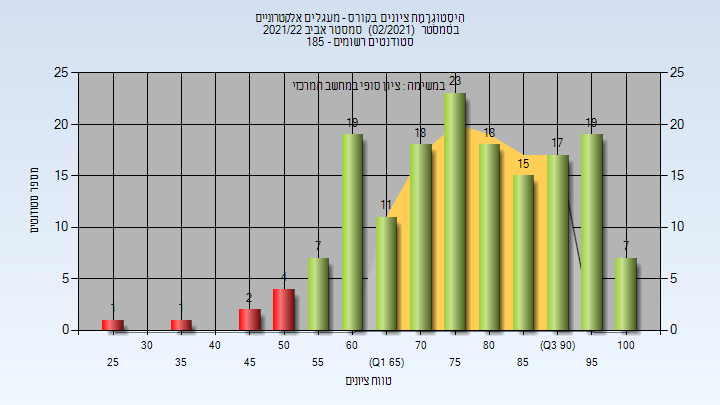 היסטוגרמת ציונים בקורס - מעגלים אלקטרוניים
בסמסטר (02/2021) סמסטר אביב 2021/22
סטודנטים רשומים - 185
במשימה : ציון סופי במחשב המרכזי
מספר סטודנטים
25 20 15 10 5 0
25 20 15 10 5 0
1 1 2 4 7 19 11 18 23 18 15 17 19 7
30 40 50 60 70 80 (Q3 90) 100
25 35 45 55 (Q1 65) 75 85 95
טווח ציונים